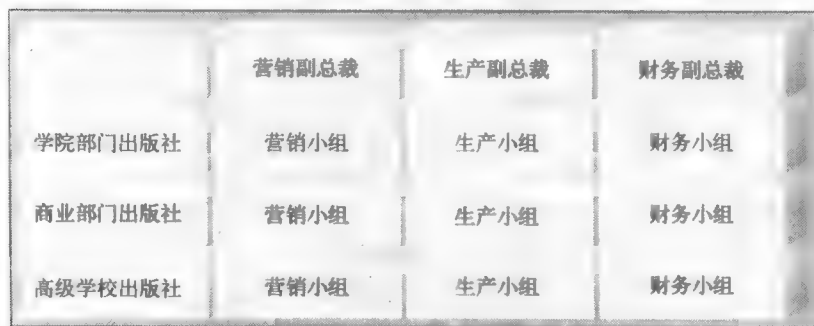 营销副总裁 生产副总裁 财务副总裁
学院部门出版社 营销小组 生产小组 财务小组
商业部门出版社 营销小组 生产小组 财务小组
高级学校出版社 营销小组 生产小组 财务小组